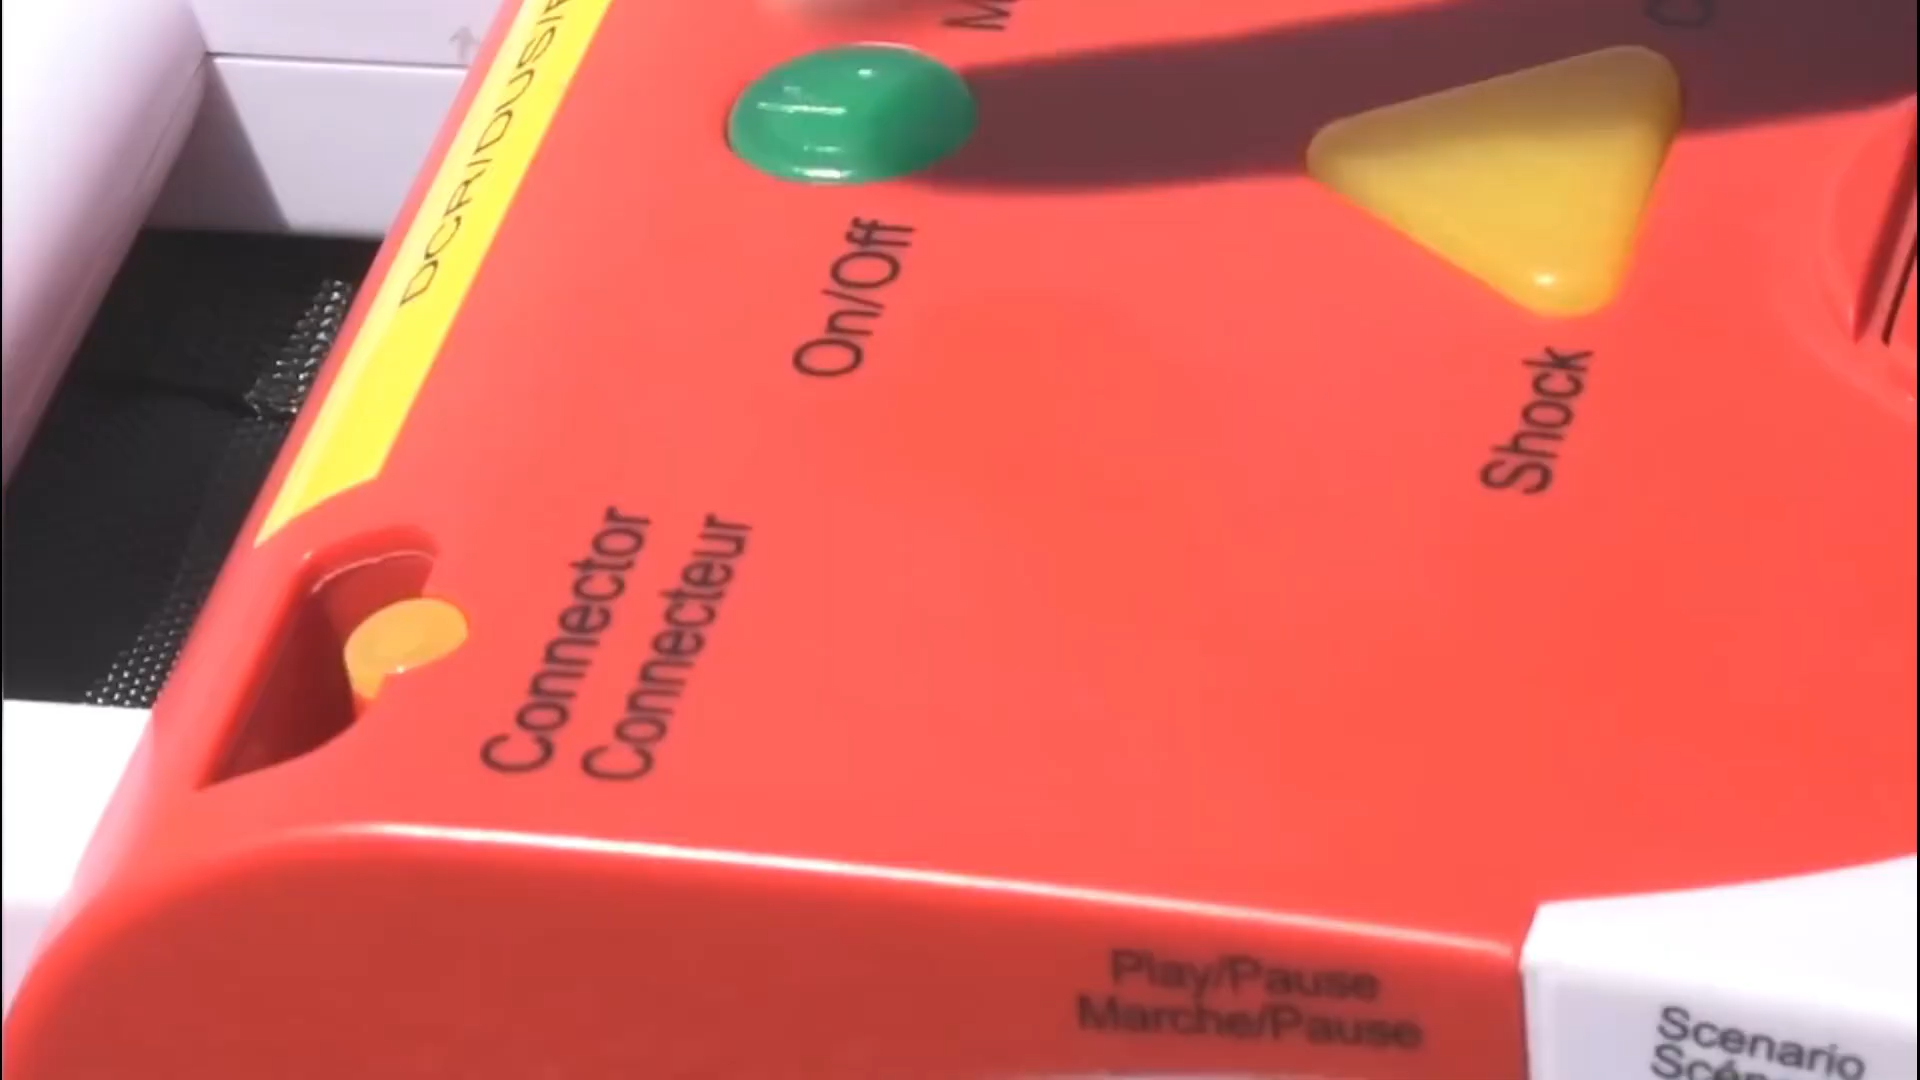 On/Off
Shock
Connector
Connecteur
Play/Pause
Marche/Pause
Scenario